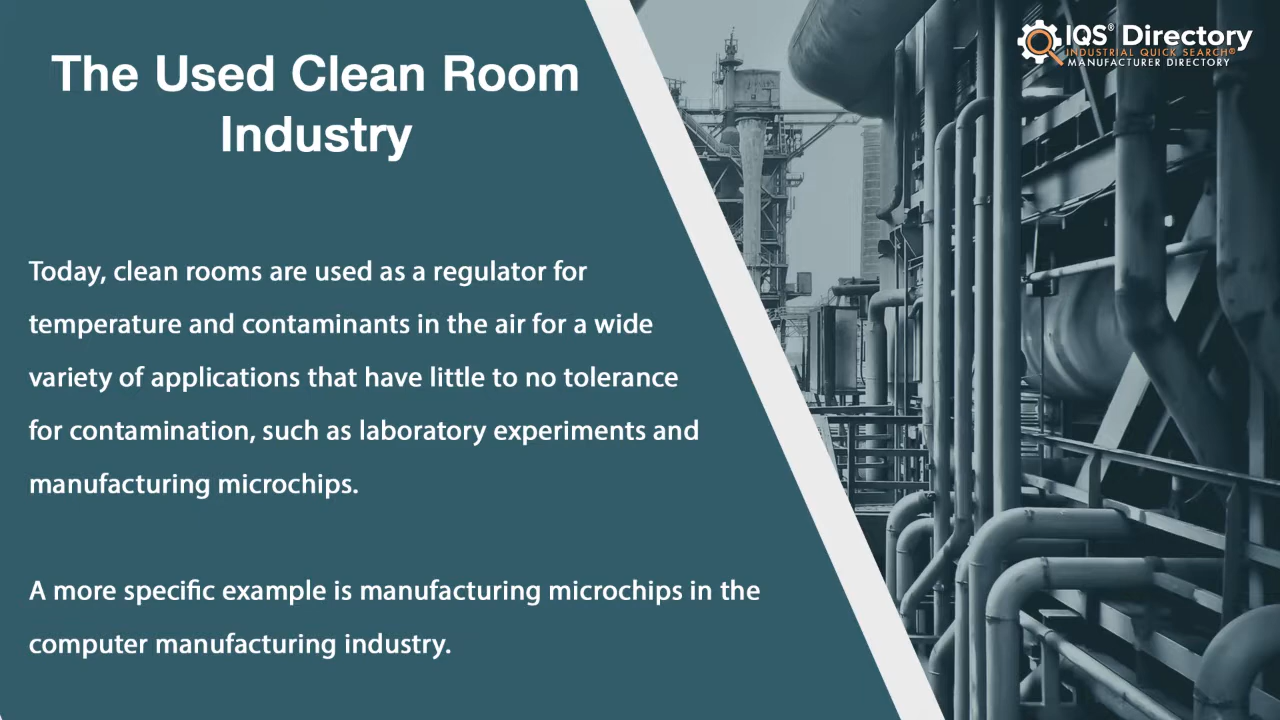 The Used Clean Room
Industry
IQS® Directory
INDUSTRIAL QUICK SEARCH®
MANUFACTURER DIRECTORY
Today, clean rooms are used as a regulator for
temperature and contaminants in the air for a wide
variety of applications that have little to no tolerance
for contamination, such as laboratory experiments and
manufacturing microchips.
A more specific example is manufacturing microchips in the
computer manufacturing industry.